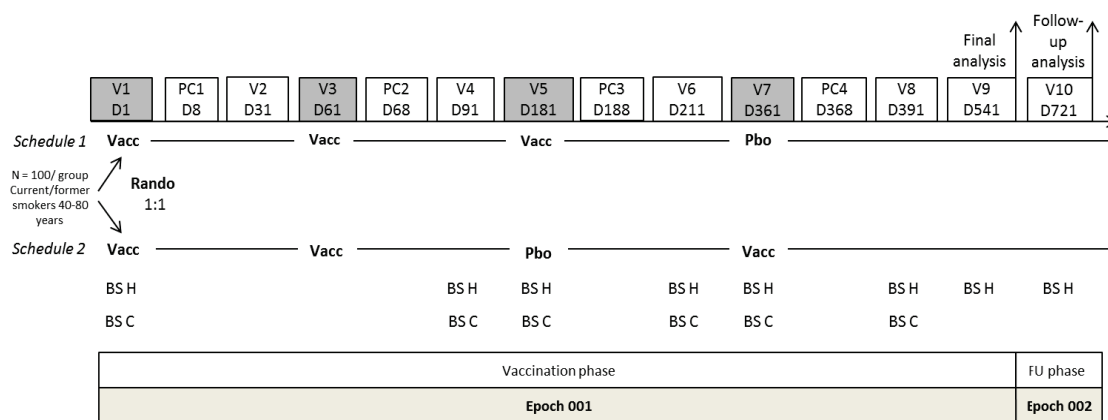 Final
analysis
Follow-
up
analysis
V1 PC1 V2 V3 PC2 V4 V5 PC3 V6 V7 PC4 V8 V9 V10
D1 D8 D31 D61 D68 D91 D181 D188 D211 D361 D368 D391 D541 D721
Schedule 1 Vacc Vacc Vacc Pbo
N = 100/ group
Current/former
smokers 40-80
years
Rando
1:1
Schedule 2 Vacc Vacc Pbo Vacc
BS H BS H BS H BS H BS H BS H BS H BS H
BS C BS C BS C BS C BS C BS C
Vaccination phase FU phase
Epoch 001 Epoch 002